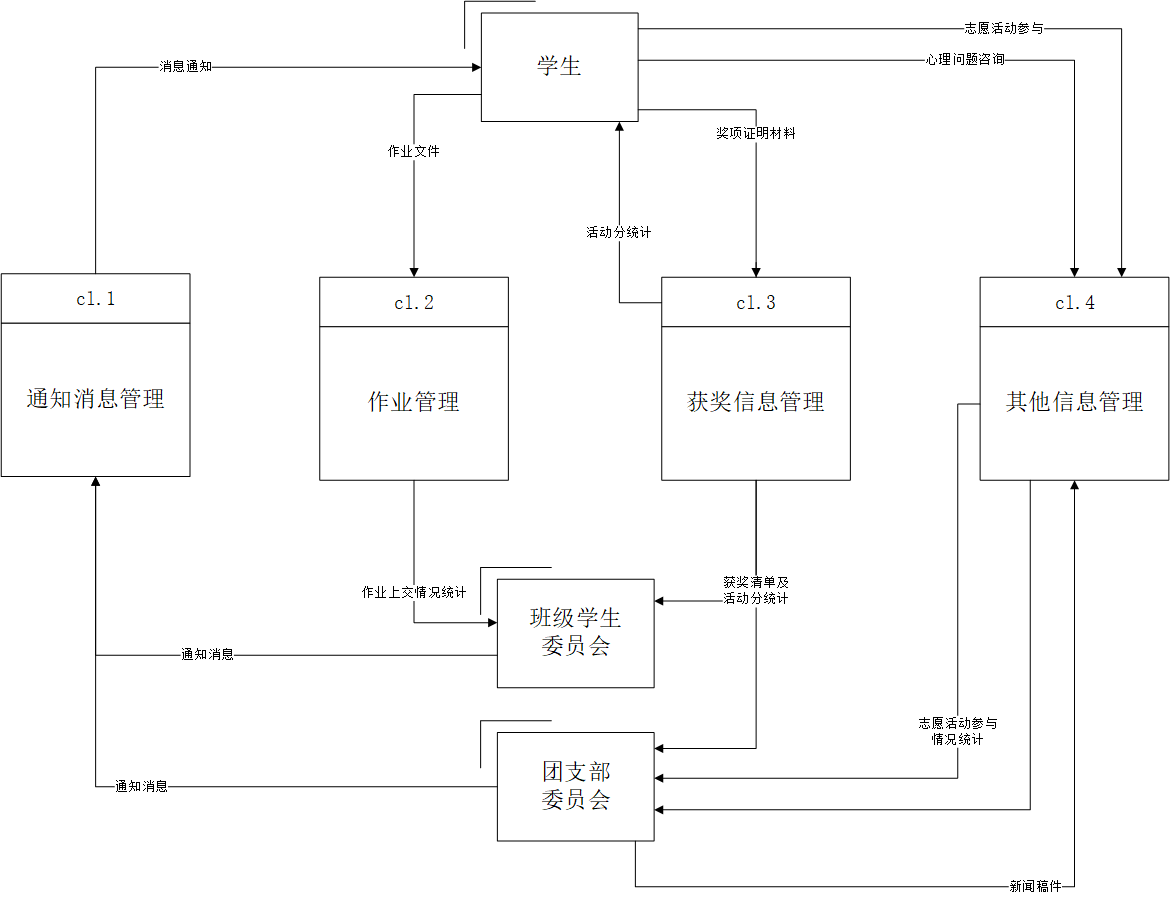 志愿活动参与
学生
心理问题咨询
消息通知
奖项证明材料
作业文件
活动分统计
cl.1
cl.2
cl.3
cl.4
通知消息管理
作业管理
获奖信息管理
其他信息管理
获奖清单及
活动分统计
作业上交情况统计
班级学生
委员会
通知消息
志愿活动参与
情况统计
团支部
委员会
通知消息
新闻稿件